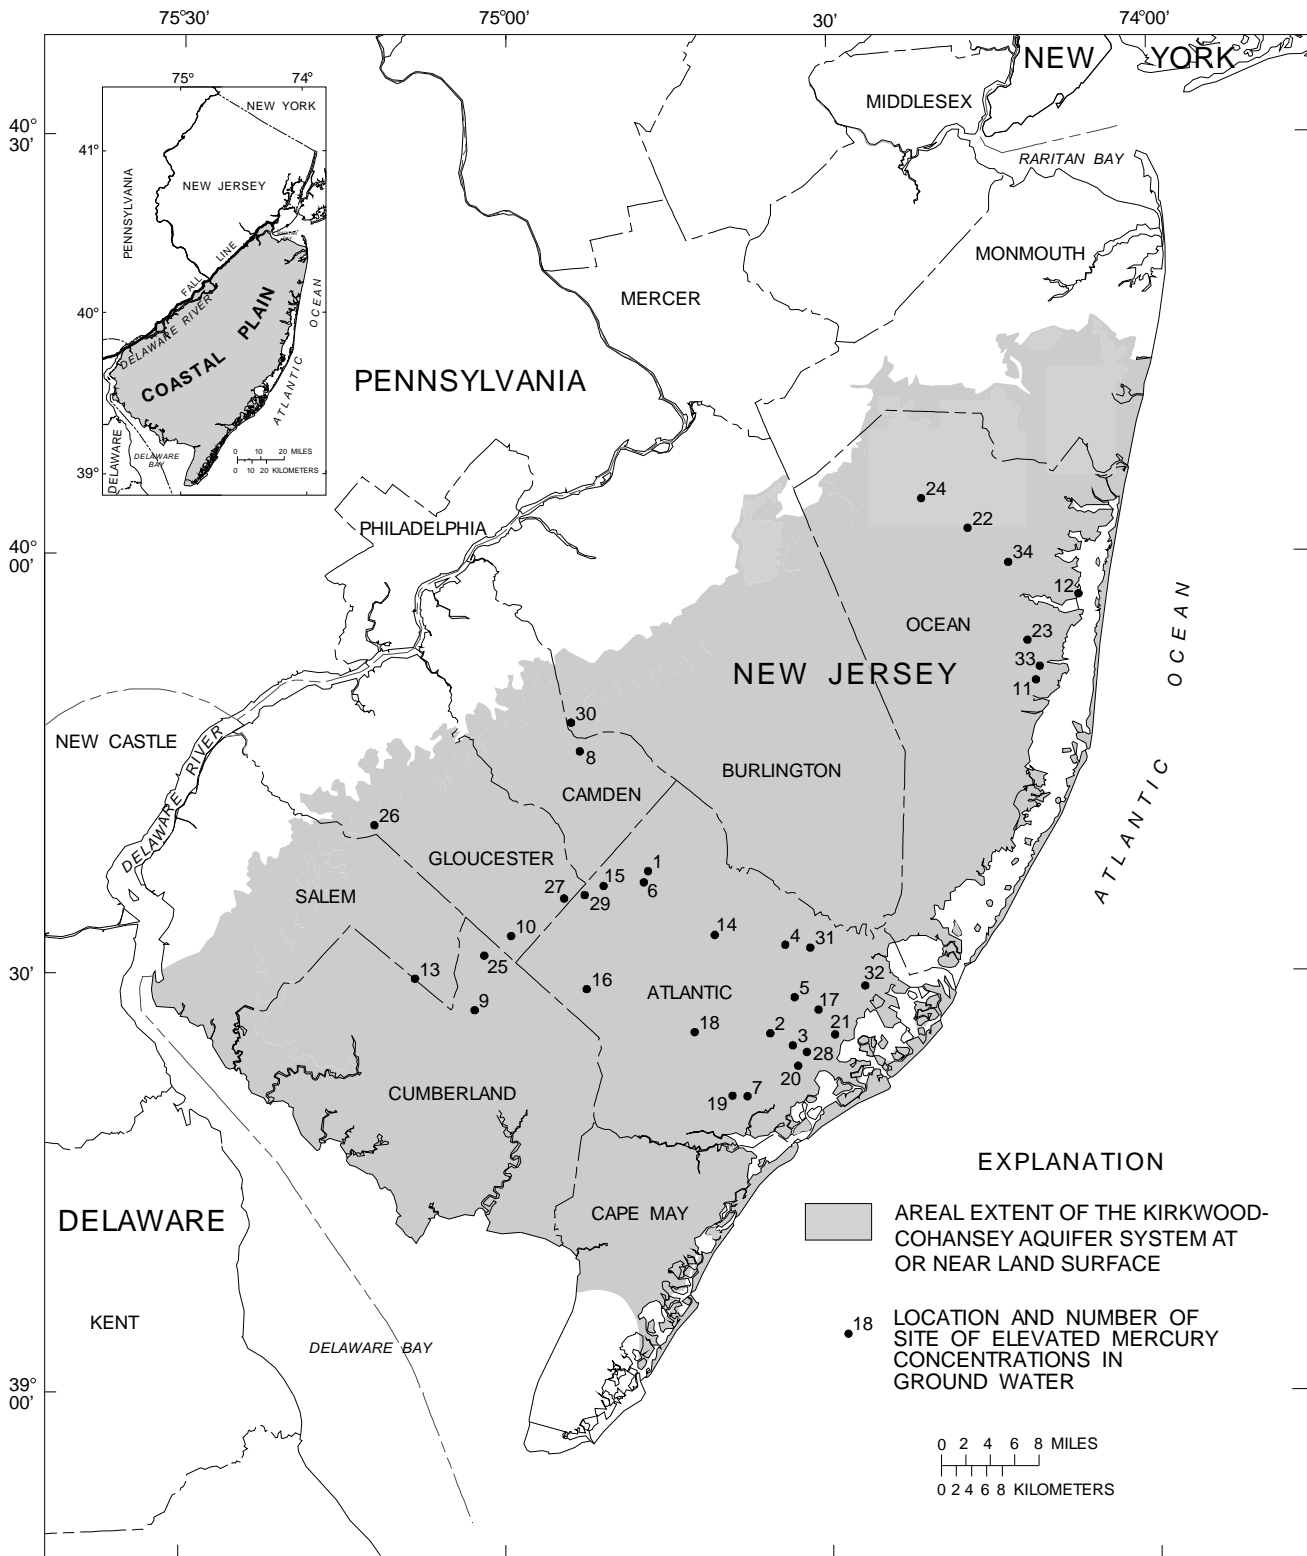 75°30'
75°00'
30'
74°00'
40°
30'
40°
00'
30'
39°
00'
75°
74°
41°
40°
39°
NEW YORK
PENNSYLVANIA
NEW JERSEY
FALL LINE
DELAWARE RIVER
COASTAL PLAIN
ATLANTIC OCEAN
DELAWARE
DELAWARE BAY
0 10 20 MILES
0 10 20 KILOMETERS
NEW YORK
MIDDLESEX
RARITAN BAY
MONMOUTH
MERCER
PENNSYLVANIA
PHILADELPHIA
24
22
34
12
OCEAN
23
33
11
NEW JERSEY
ATLANTIC OCEAN
NEW CASTLE
DELAWARE RIVER
30
8
BURLINGTON
CAMDEN
26
GLOUCESTER
SALEM
1
6
15
27
29
10
25
13
9
14
4
31
16
ATLANTIC
32
5
17
18
2
21
3
28
20
7
19
CUMBERLAND
CAPE MAY
DELAWARE
KENT
DELAWARE BAY
EXPLANATION
AREAL EXTENT OF THE KIRKWOOD-
COHANSEY AQUIFER SYSTEM AT
OR NEAR LAND SURFACE
18
LOCATION AND NUMBER OF
SITE OF ELEVATED MERCURY
CONCENTRATIONS IN
GROUND WATER
0 2 4 6 8 MILES
0 2 4 6 8 KILOMETERS